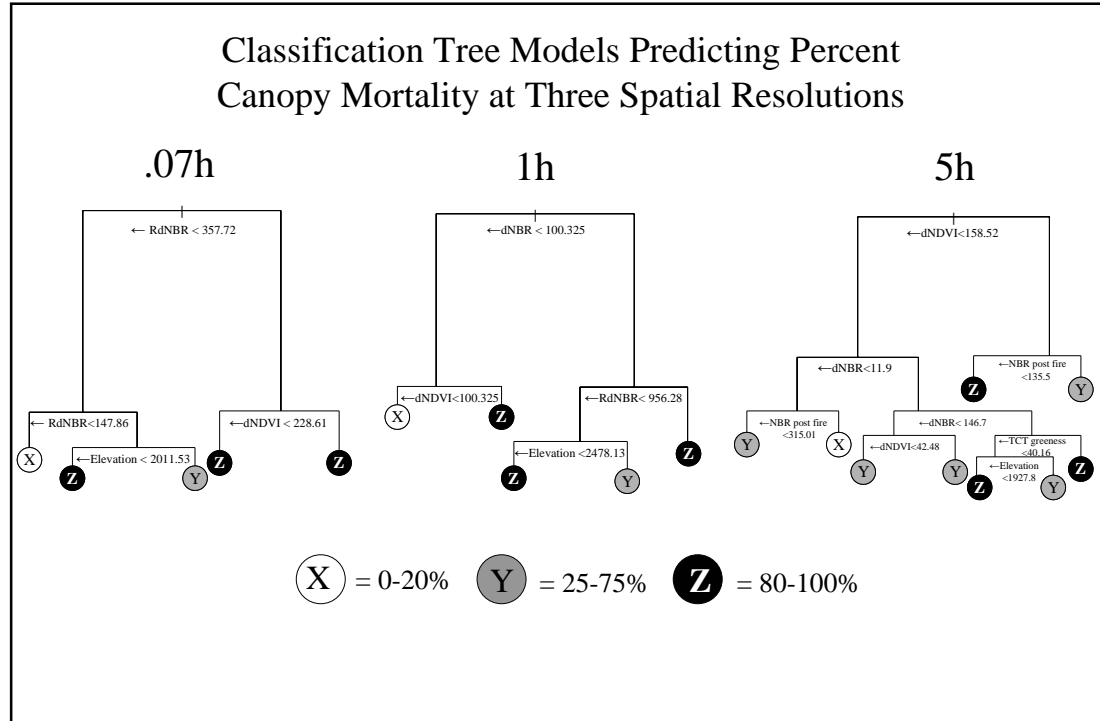 Classification Tree Models Predicting Percent
Canopy Mortality at Three Spatial Resolutions
.07h
← RdNBR < 357.72
← RdNBR<147.86
X
←Elevation < 2011.53
Z
Y
←dNDVI < 228.61
Z
Z
1h
←dNBR < 100.325
←dNDVI<100.325
X
Z
←RdNBR< 956.28
←Elevation <2478.13
Z
Y
Z
5h
←dNDVI<158.52
←dNBR<11.9
←NBR post fire
<315.01
Y
X
←dNBR< 146.7
←dNDVI<42.48
Y
Y
←TCT greeness
<40.16
←Elevation
<1927.8
Z
Y
Z
←NBR post fire
<135.5
Z
Y
X = 0-20%
Y = 25-75%
Z = 80-100%